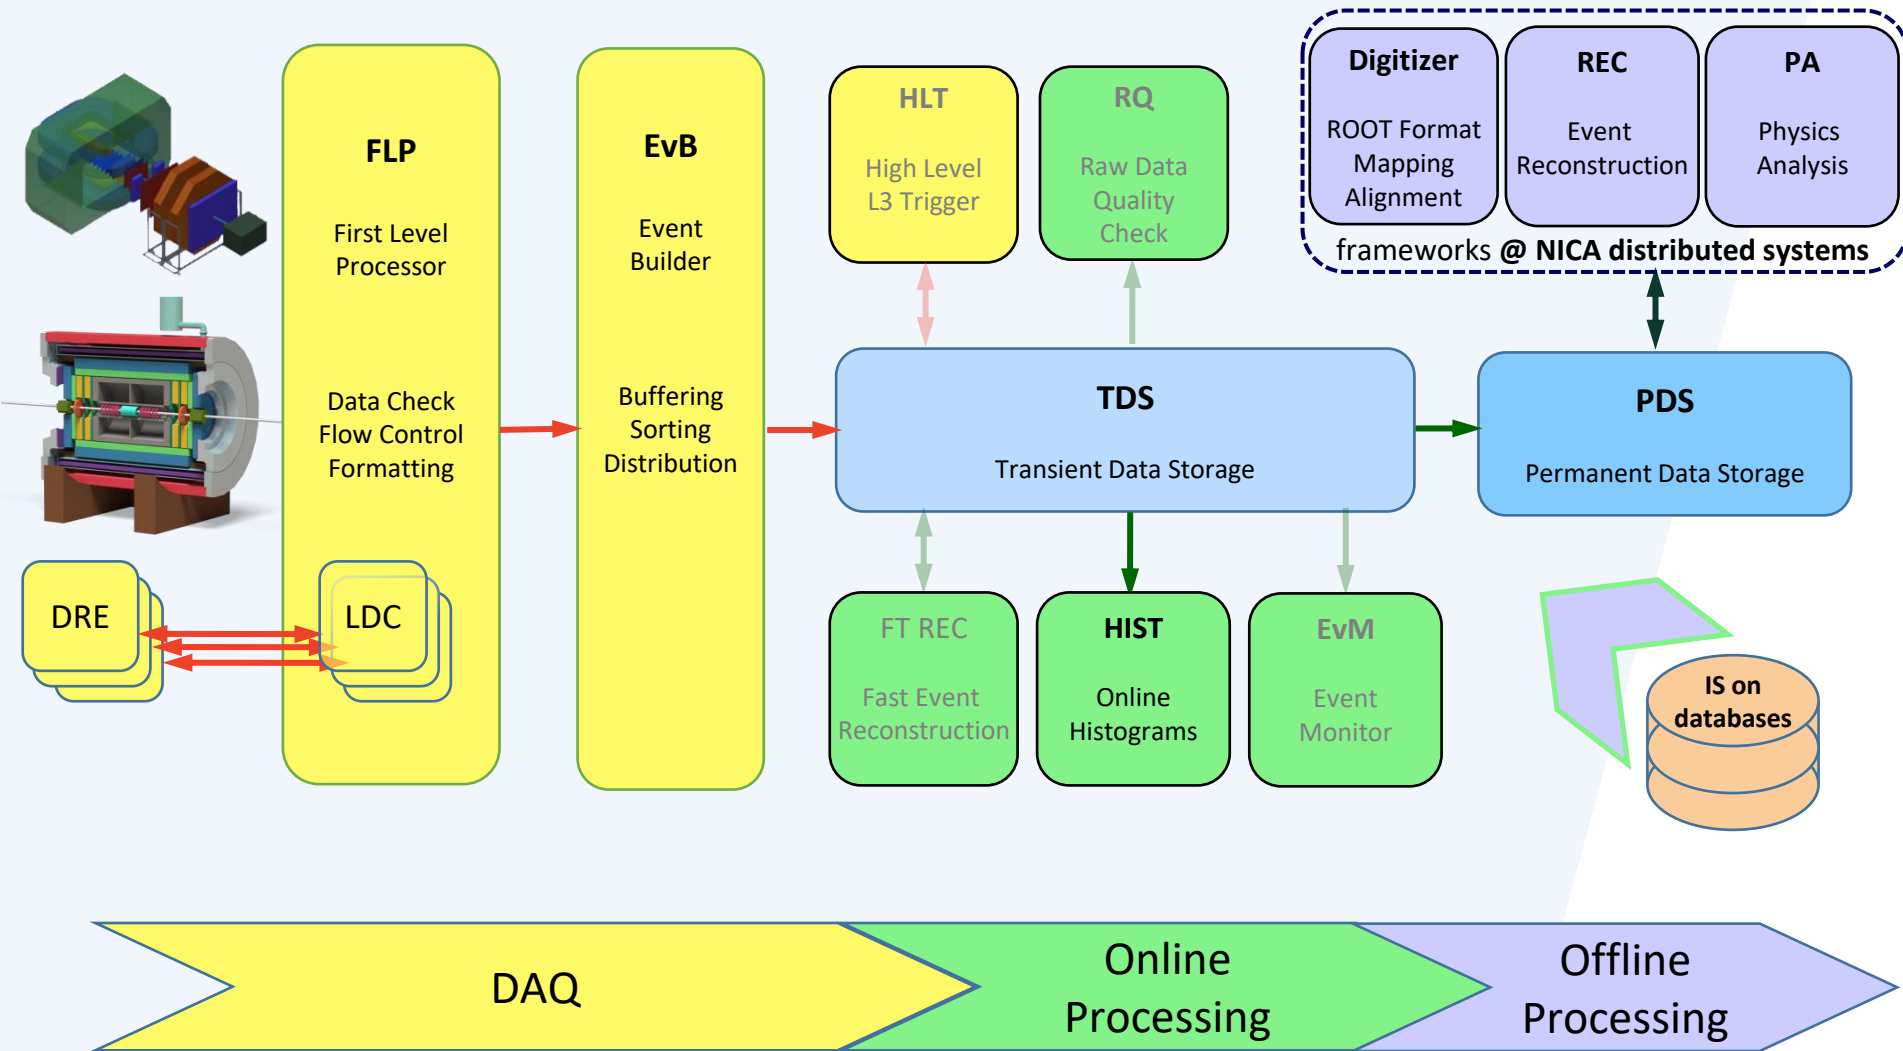 FLP
First Level
Processor
Data Check
Flow Control
Formatting
DRE
LDC
EvB
Event
Builder
Buffering
Sorting
Distribution
HLT
High Level
L3 Trigger
RQ
Raw Data
Quality
Check
Digitizer
ROOT Format
Mapping
Alignment
REC
Event
Reconstruction
PA
Physics
Analysis
frameworks @ NICA distributed systems
TDS
Transient Data Storage
PDS
Permanent Data Storage
FT REC
Fast Event
Reconstruction
HIST
Online
Histograms
EvM
Event
Monitor
IS on
databases
DAQ
Online
Processing
Offline
Processing